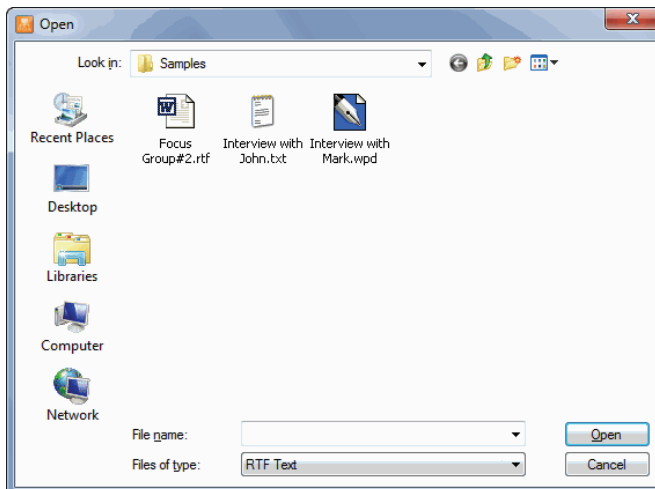 Open
Look in: Samples
Recent Places
Desktop
Libraries
Computer
Network
Focus
Group#2.rtf
Interview with
John.txt
Interview with
Mark.wpd
File name:
Open
Files of type: RTF Text
Cancel